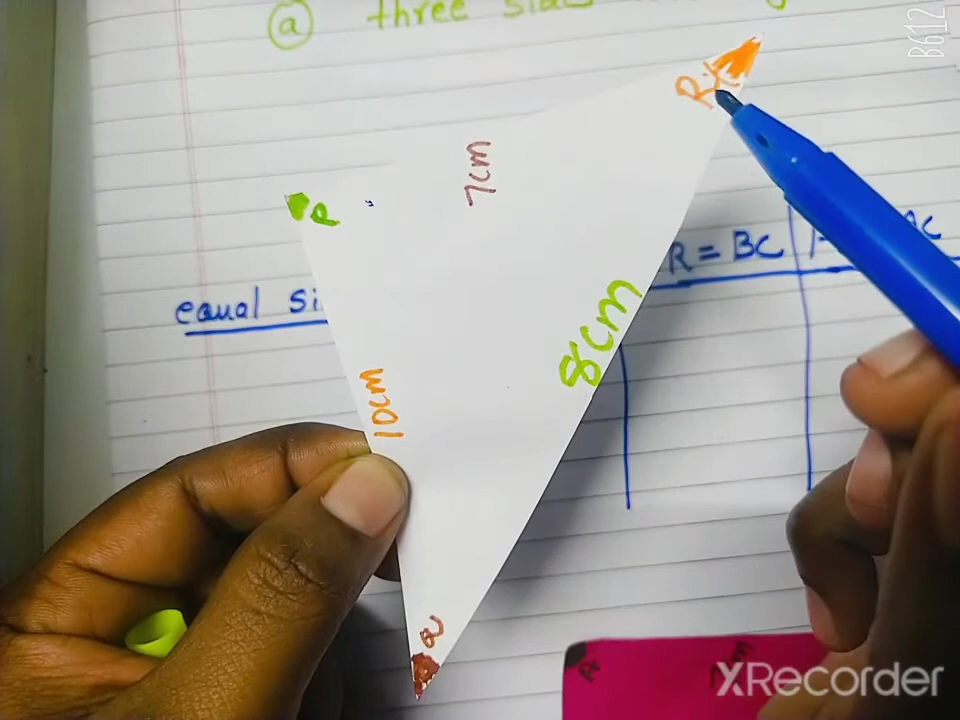 ⓐ three sides
B612
R
7cm
P
R = BC
equal si
8cm
10cm
Q
XRecorder